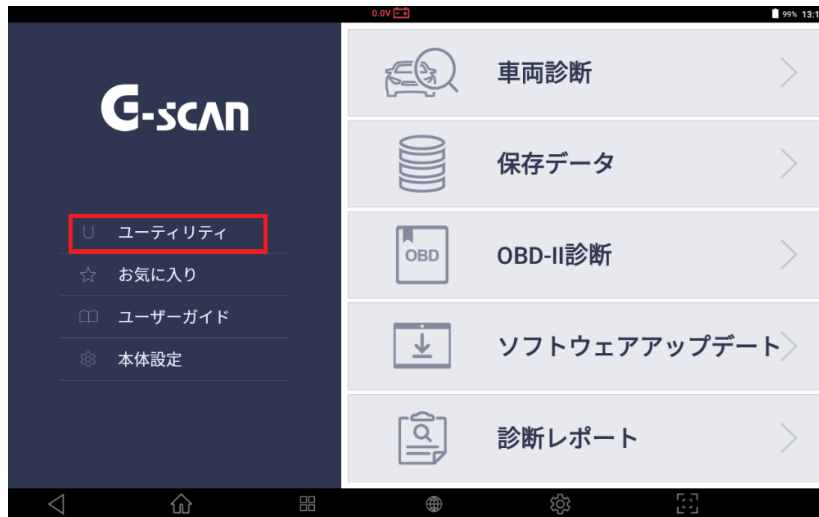 0.0V
99% 13:1
G-scan
ユーティリティ
お気に入り
ユーザーガイド
本体設定
車両診断
保存データ
OBD
OBD-II診断
ソフトウェアアップデート
診断レポート